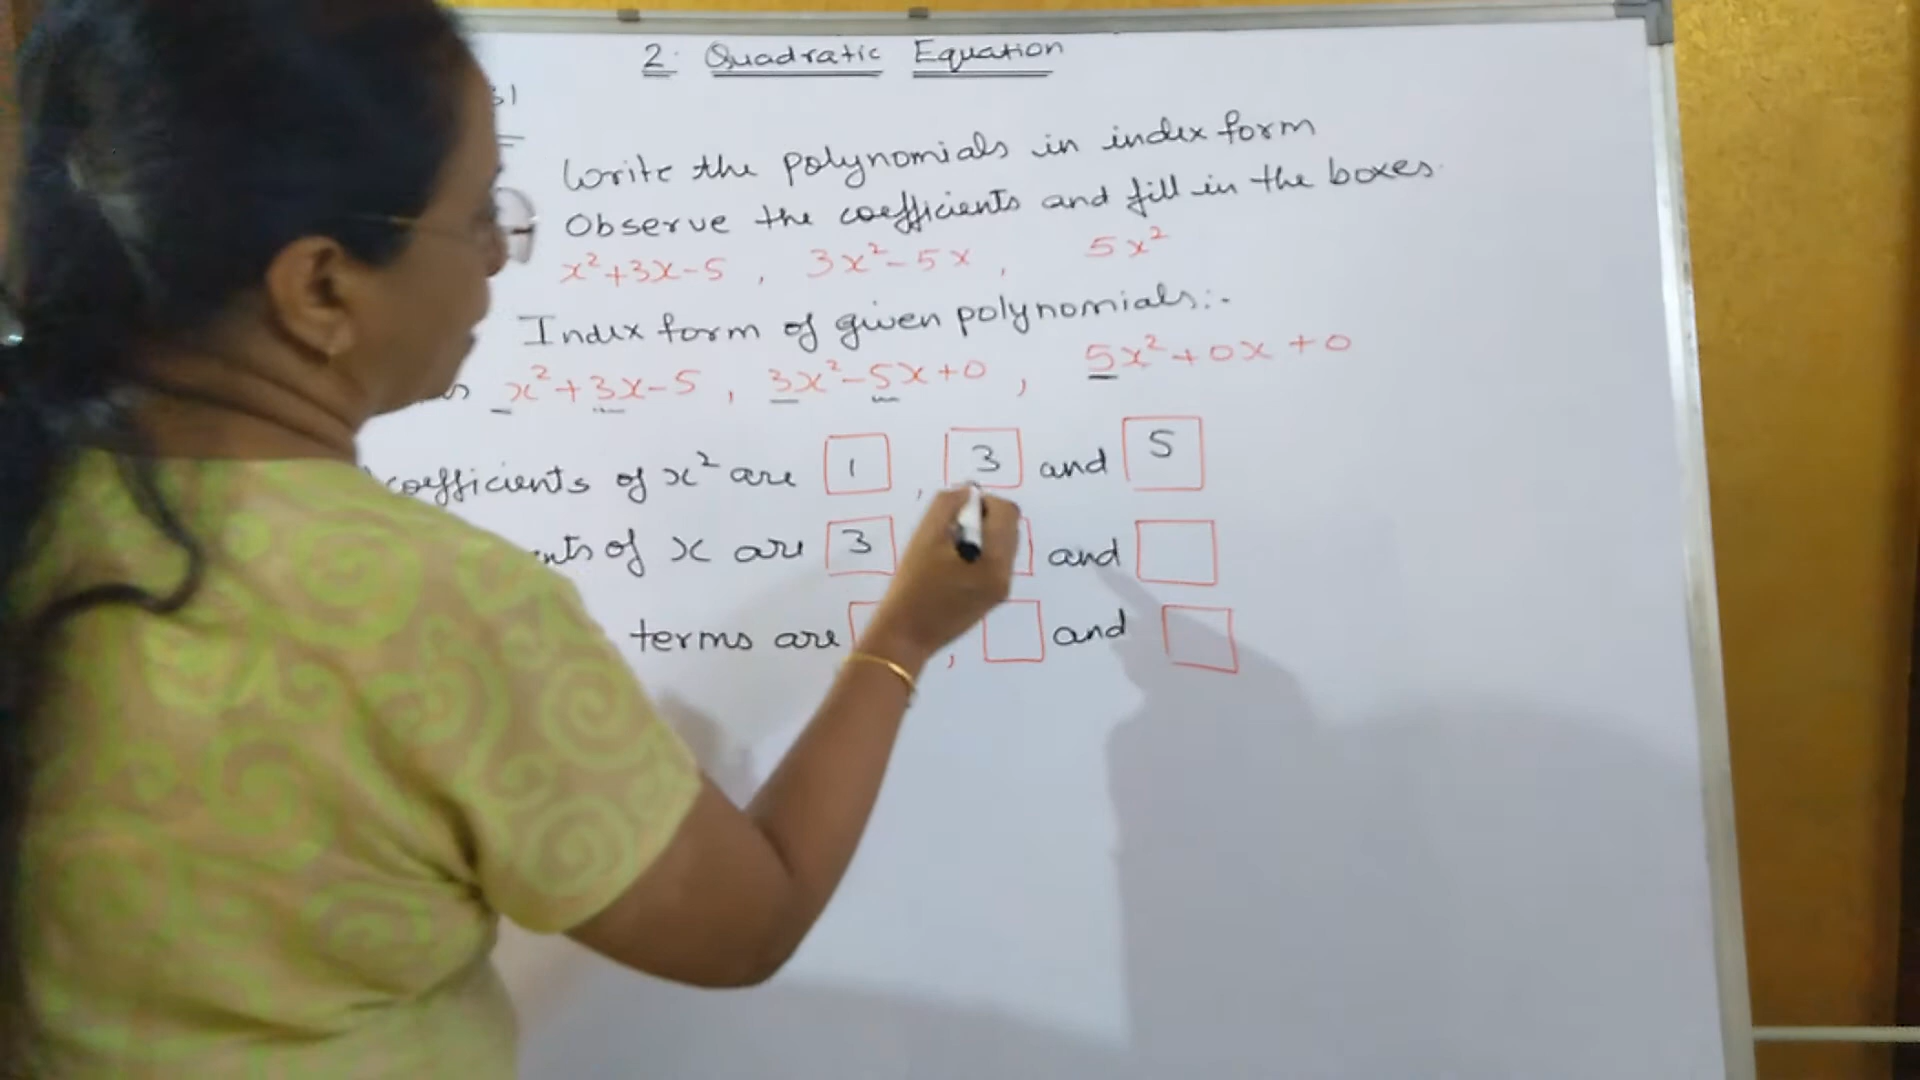 2. Quadratic Equation
Write the polynomials in index form
Observe the coefficients and fill in the boxes.
x²+3x-5 , 3x²-5x , 5x²
Index form of given polynomials:-
x²+3x-5 , 3x²-5x+0 , 5x²+0x+0
coefficients of x² are 1 , 3 and 5
of x are 3 and
terms are , and